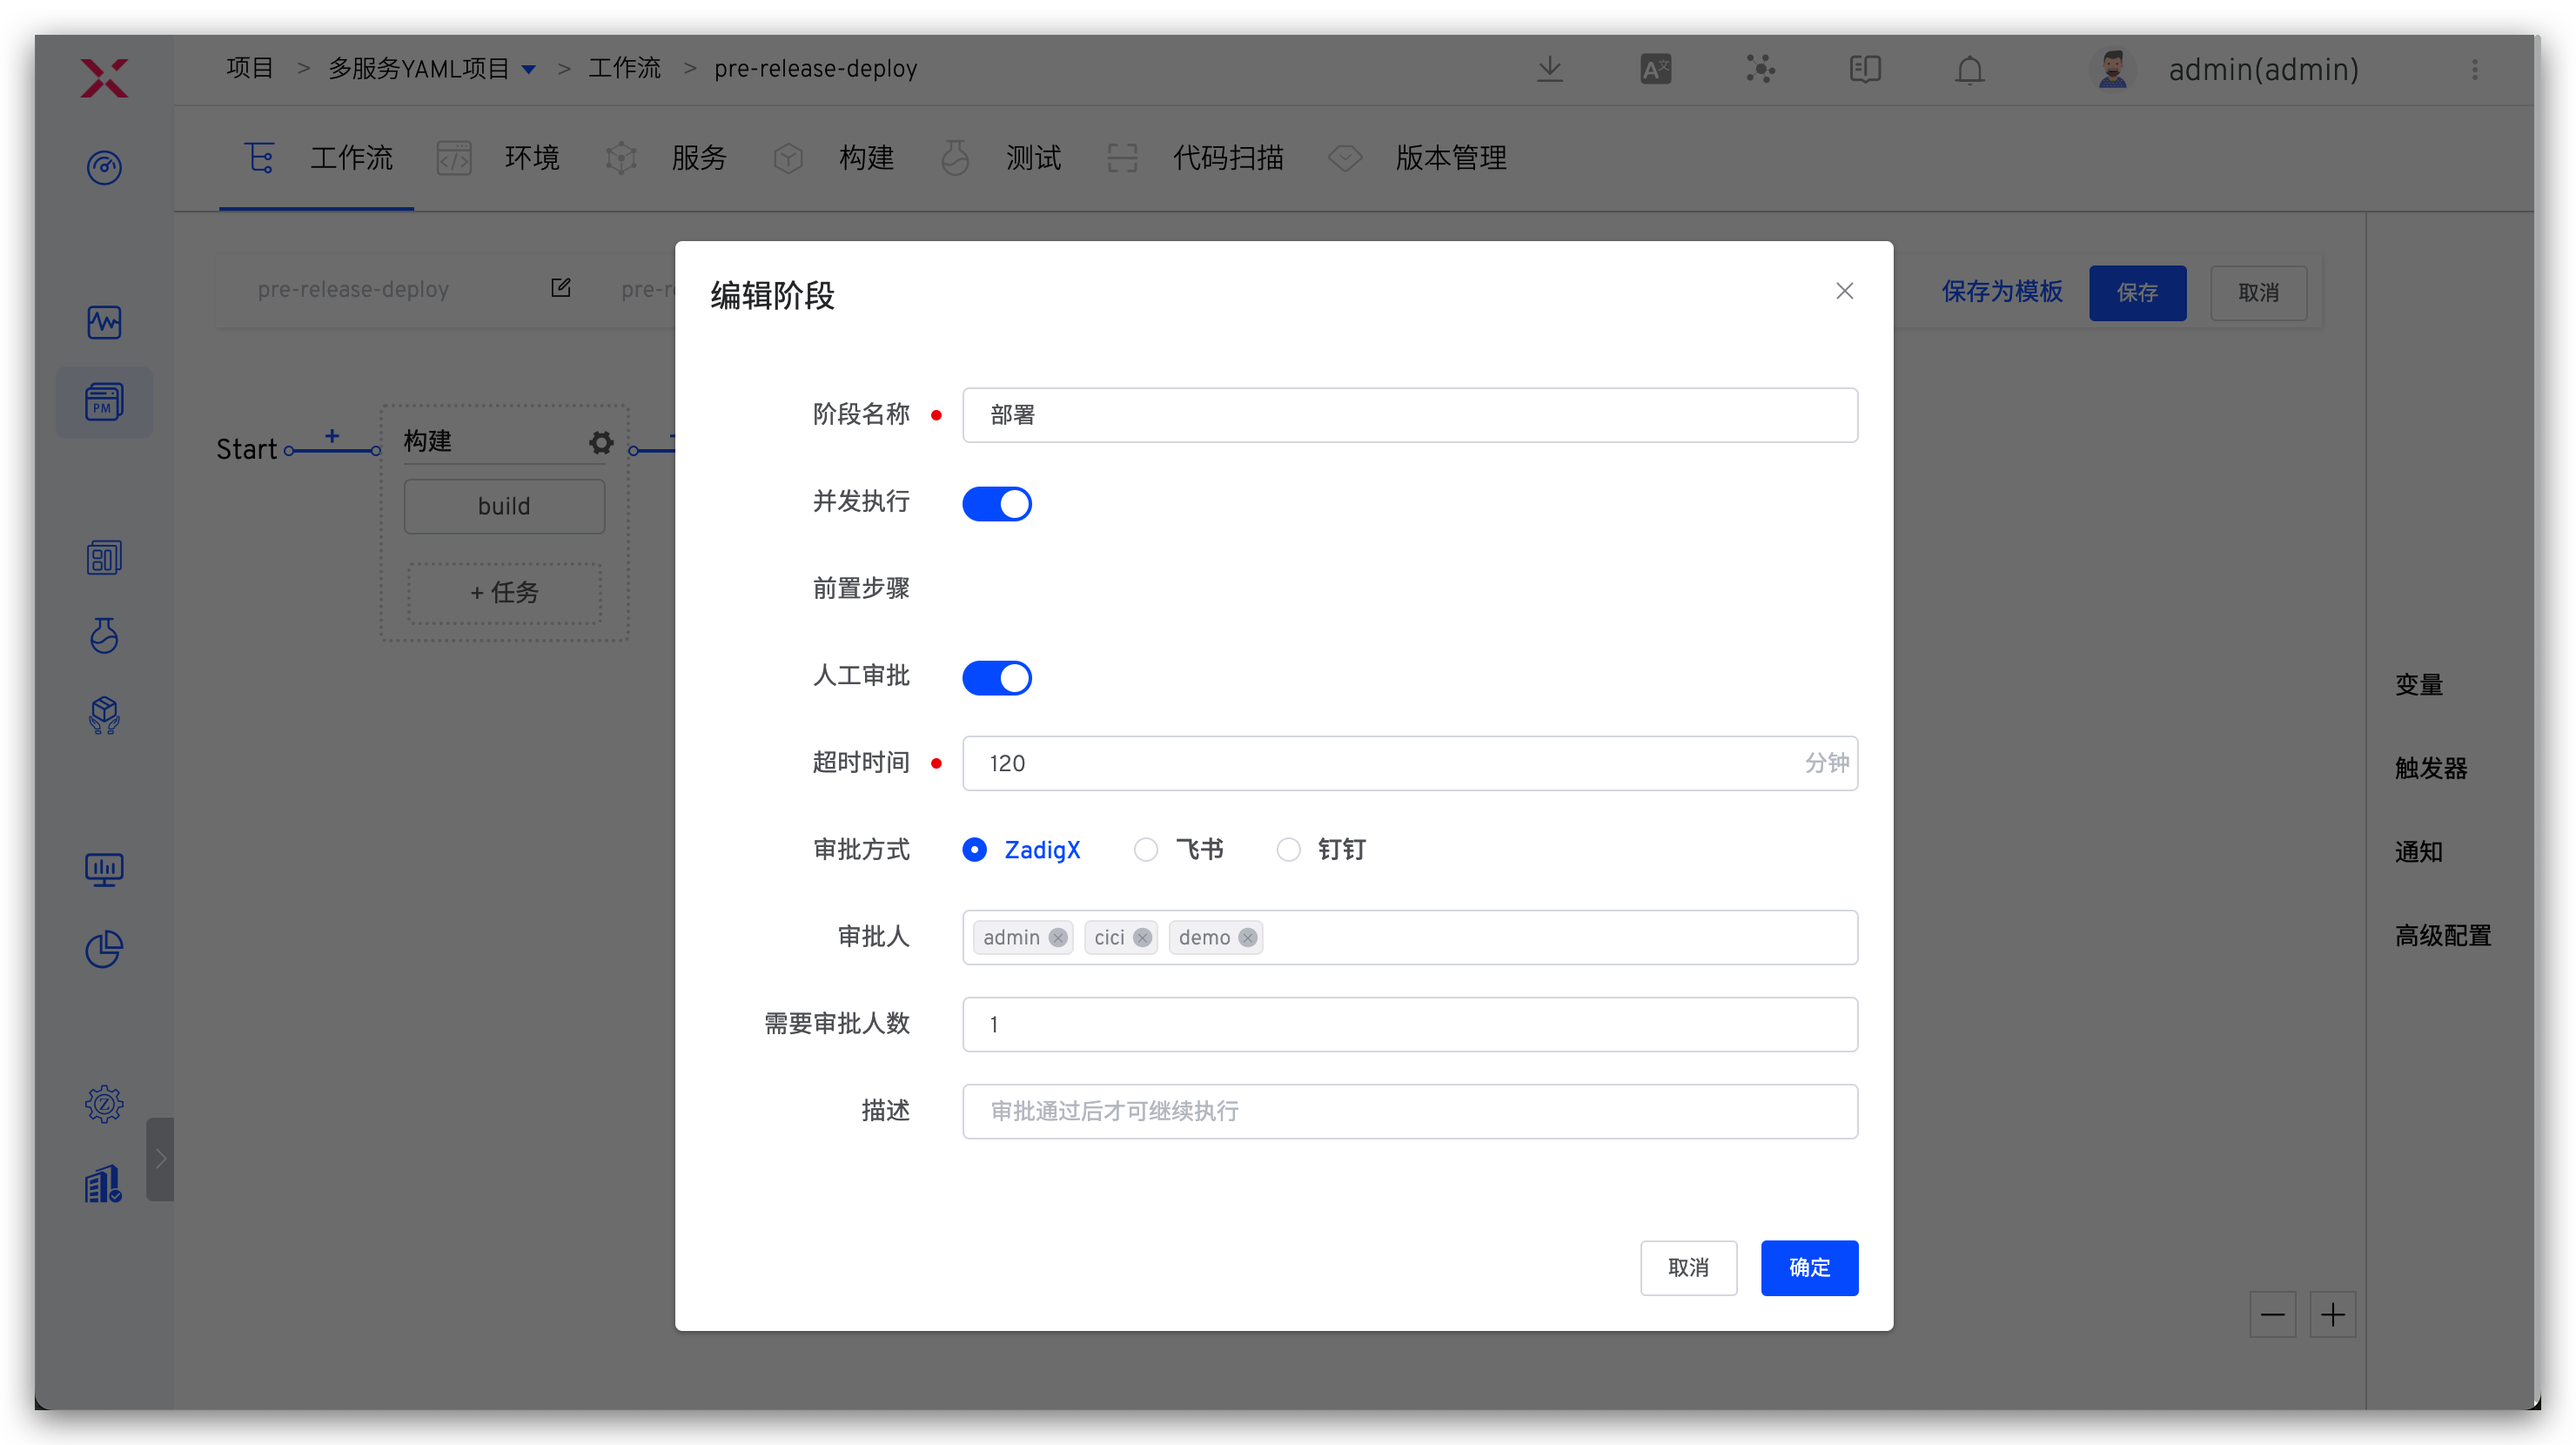 项目 > 多服务YAML项目 > 工作流 > pre-release-deploy
A文
admin(admin)
工作流 环境 服务 构建 测试 代码扫描 版本管理
pre-release-deploy
保存为模板 保存 取消
PM
Start
构建
build
+ 任务
编辑阶段
阶段名称 部署
并发执行
前置步骤
人工审批
超时时间 120 分钟
审批方式 ZadigX 飞书 钉钉
审批人 admin cici demo
需要审批人数 1
描述 审批通过后才可继续执行
取消 确定
变量
触发器
通知
高级配置
Z